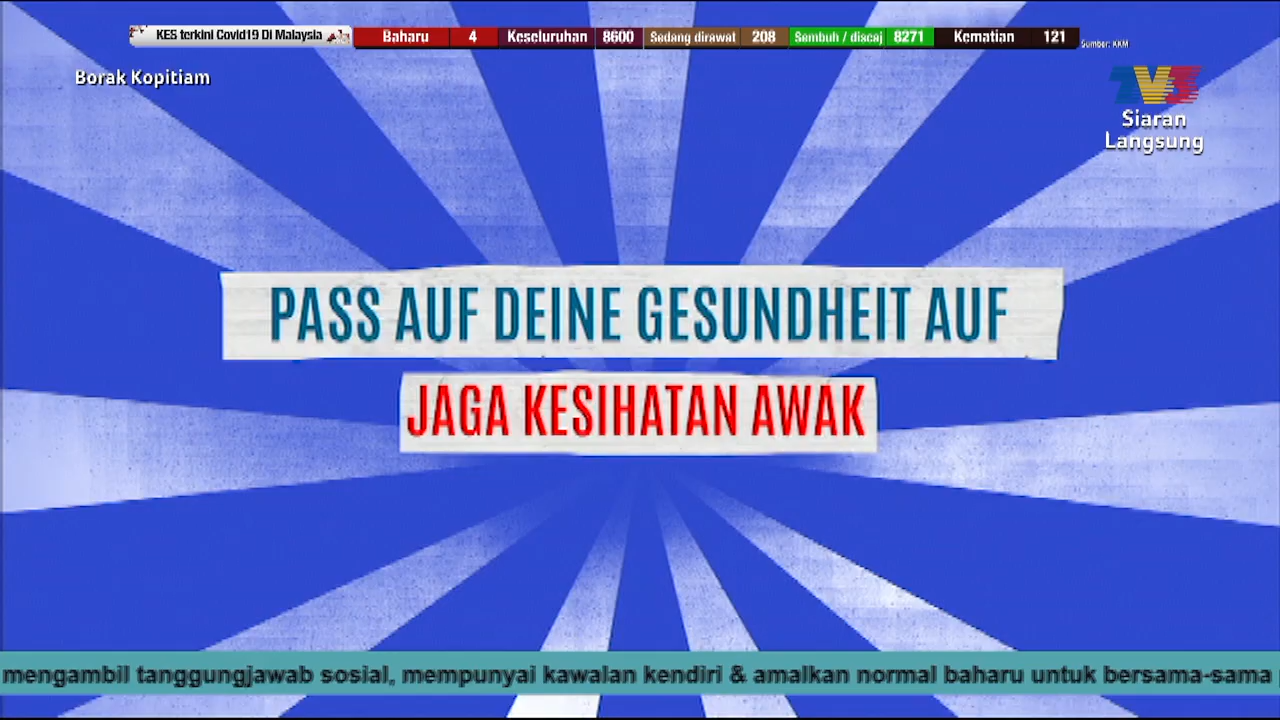 KES terkini Covid19 Di Malaysia Baharu 4 Keseluruhan 8600 Sedang dirawat 208 Sembuh / discaj 8271 Kematian 121
Sumber: KKM
Borak Kopitiam
TV3
Siaran
Langsung
PASS AUF DEINE GESUNDHEIT AUF
JAGA KESIHATAN AWAK
mengambil tanggungjawab sosial, mempunyai kawalan kendiri & amalkan normal baharu untuk bersama-sama